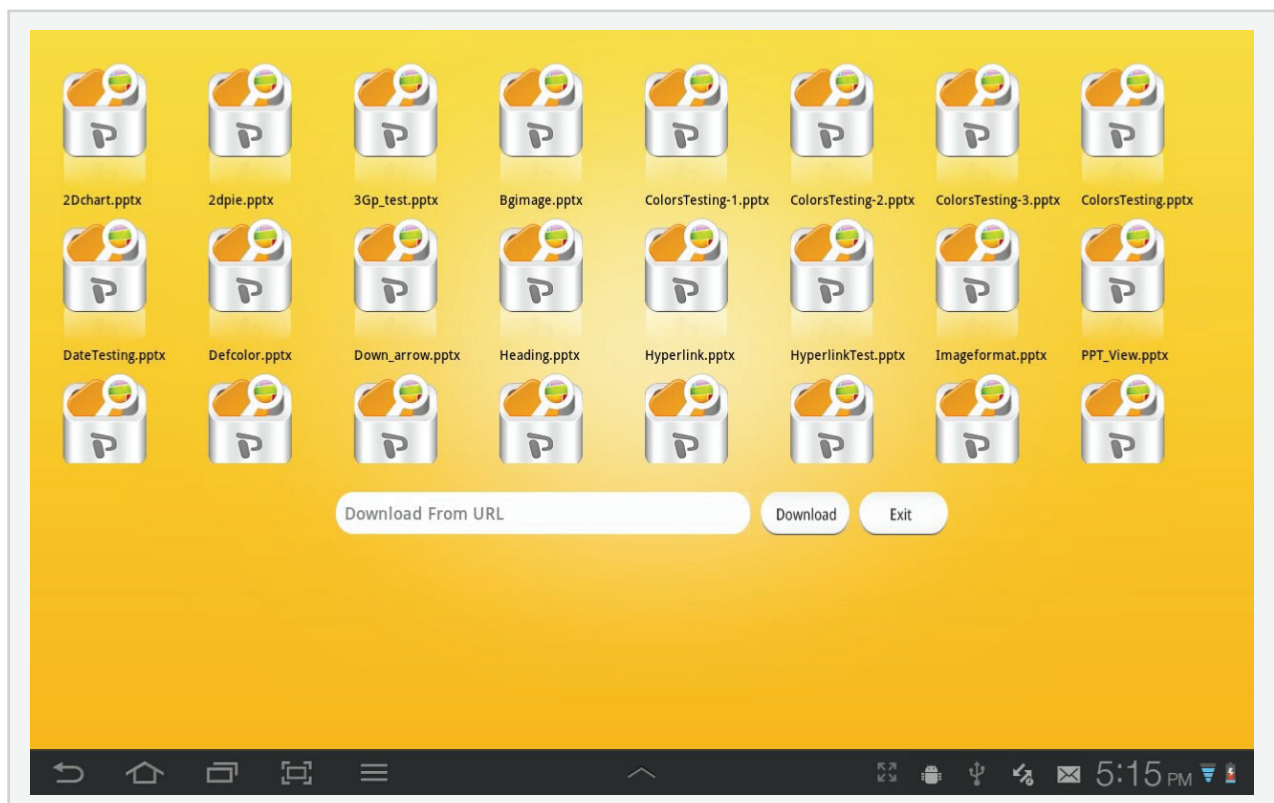 2Dchart.pptx 2dpie.pptx 3Gp_test.pptx Bgimage.pptx ColorsTesting-1.pptx ColorsTesting-2.pptx ColorsTesting-3.pptx ColorsTesting.pptx
DateTesting.pptx Defcolor.pptx Down_arrow.pptx Heading.pptx Hyperlink.pptx HyperlinkTest.pptx Imageformat.pptx PPT_View.pptx
Download From URL Download Exit
5:15 PM